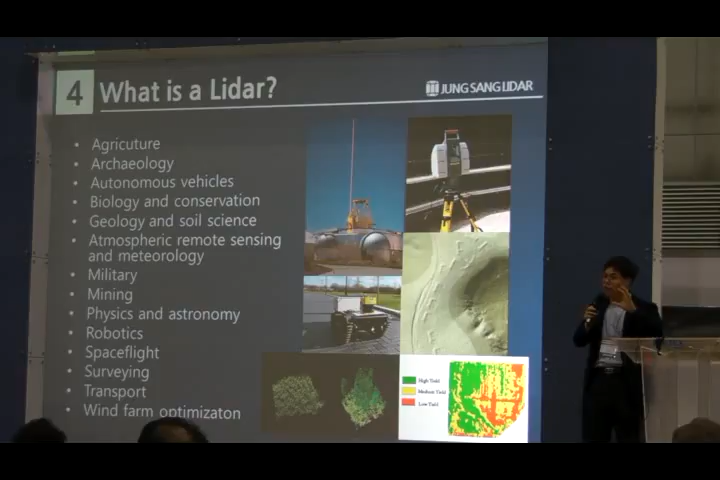 4 What is a Lidar?
JUNG SANG LIDAR
• Agricuture
• Archaeology
• Autonomous vehicles
• Biology and conservation
• Geology and soil science
• Atmospheric remote sensing
and meteorology
• Military
• Mining
• Physics and astronomy
• Robotics
• Spaceflight
• Surveying
• Transport
• Wind farm optimizaton
High Yield
Medium Yield
Low Yield